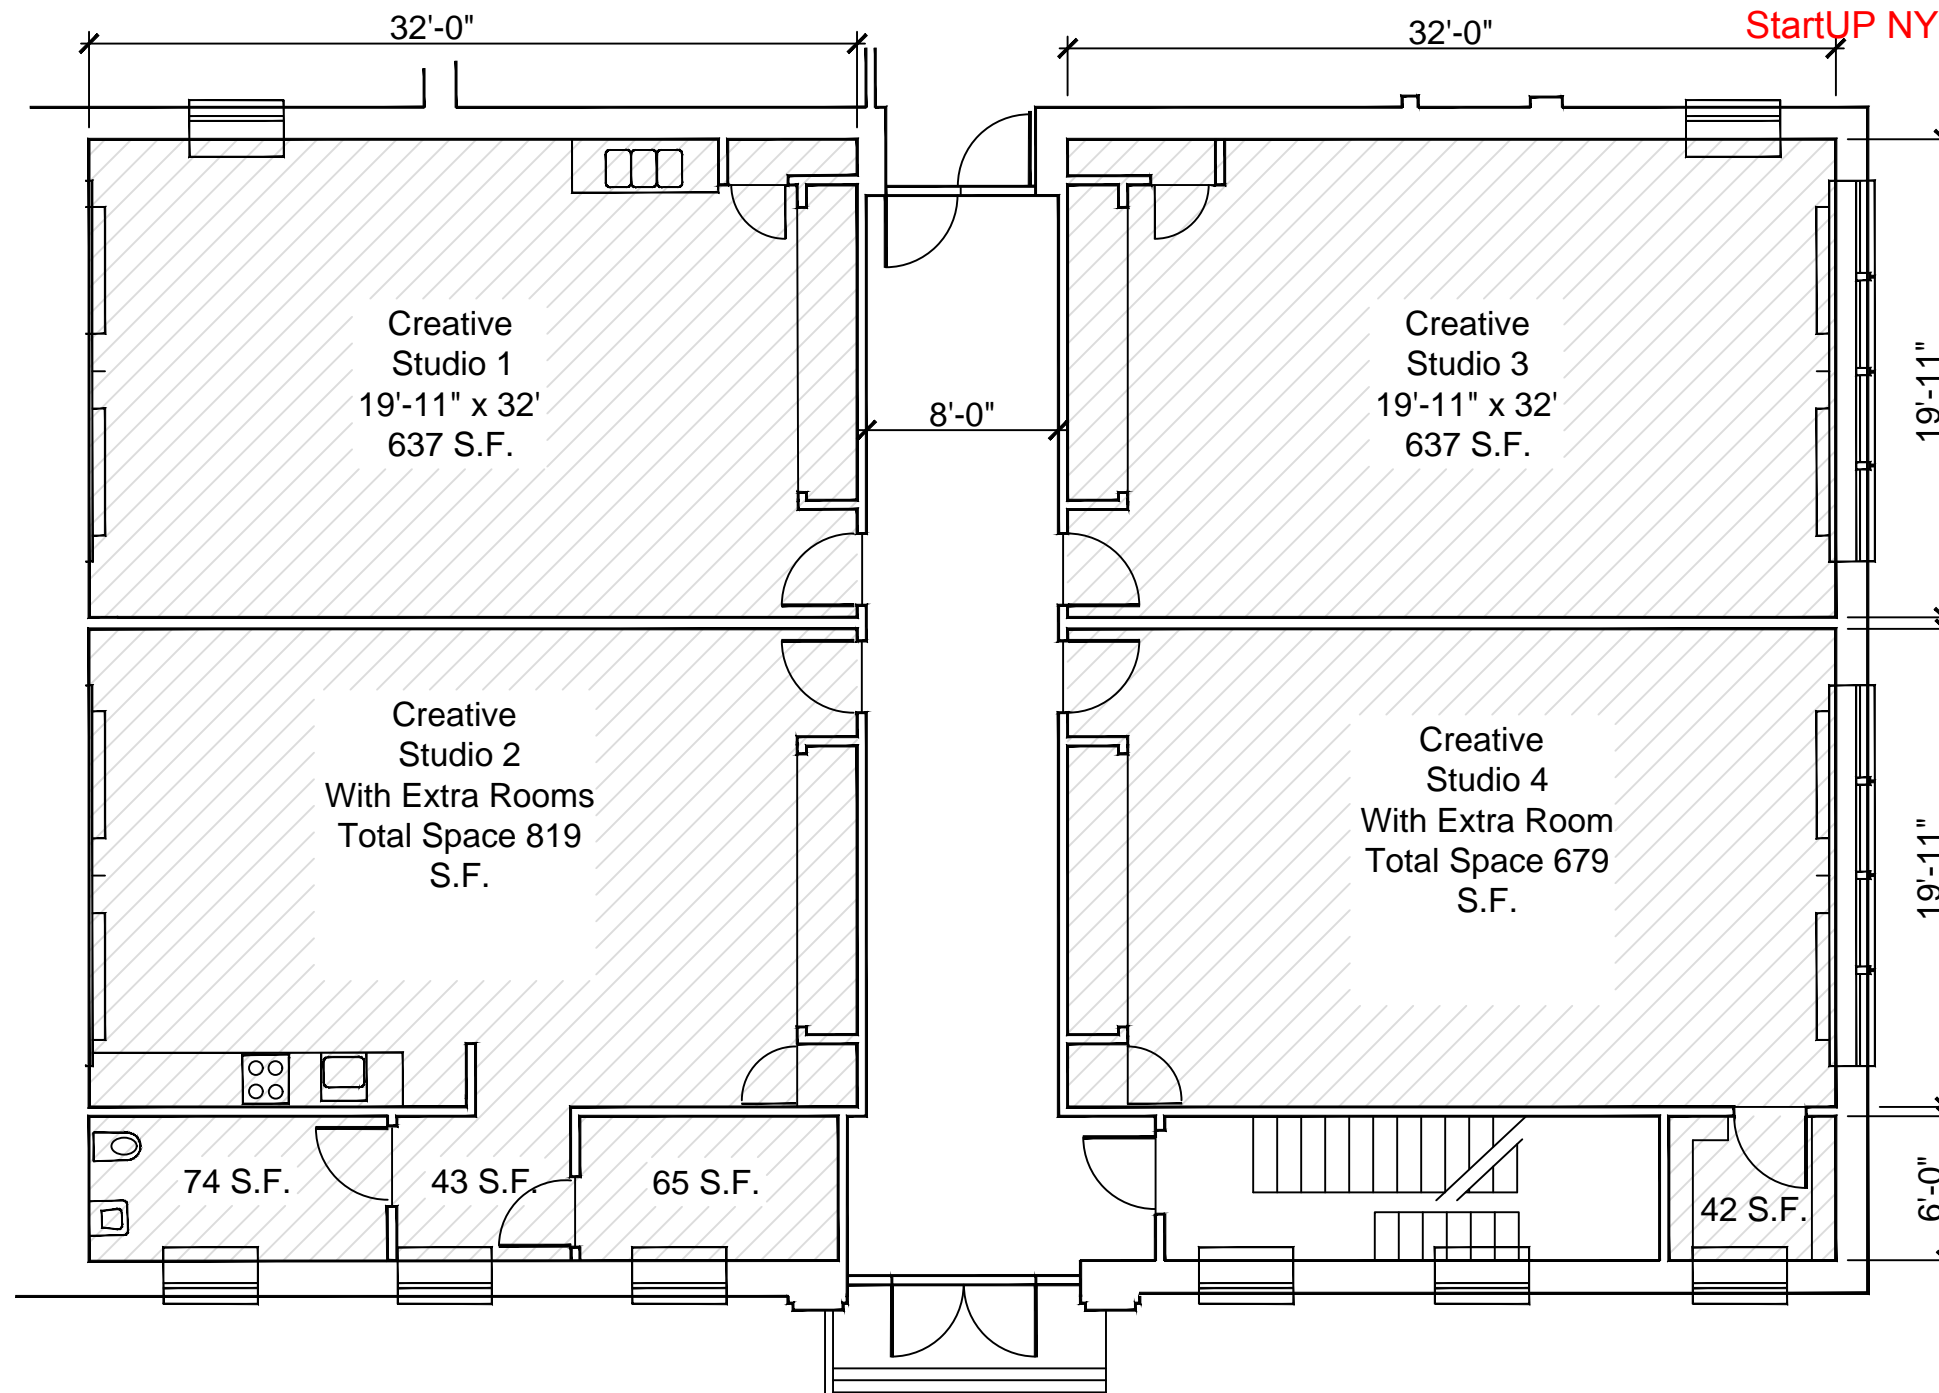 StartUP NY
32'-0"
32'-0"
Creative
Studio 1
19'-11" x 32'
637 S.F.
8'-0"
Creative
Studio 3
19'-11" x 32'
637 S.F.
19'-11"
Creative
Studio 2
With Extra Rooms
Total Space 819
S.F.
Creative
Studio 4
With Extra Room
Total Space 679
S.F.
19'-11"
74 S.F.
43 S.F.
65 S.F.
42 S.F.
6'-0"